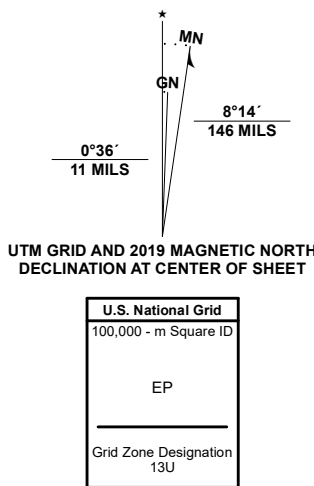 ★
MN
GN
8°14´
146 MILS
0°36´
11 MILS
UTM GRID AND 2019 MAGNETIC NORTH
DECLINATION AT CENTER OF SHEET
U.S. National Grid
100,000 - m Square ID
EP
Grid Zone Designation
13U